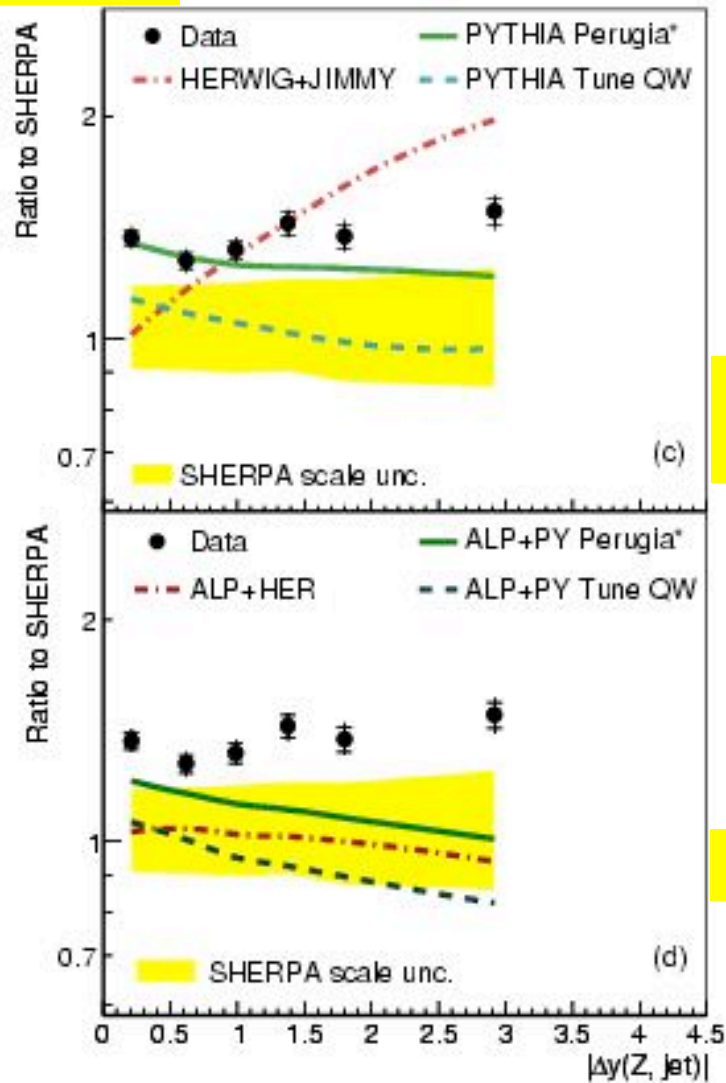 Data
PYTHIA Perugia*
HERWIG+JIMMY
PYTHIA Tune QW
Ratio to SHERPA
2
1
0.7
SHERPA scale unc.
(c)
Data
ALP+PY Perugia*
ALP+HER
ALP+PY Tune QW
Ratio to SHERPA
2
1
0.7
SHERPA scale unc.
(d)
0 0.5 1 1.5 2 2.5 3 3.5 4 4.5
|Δy(Z, jet)|